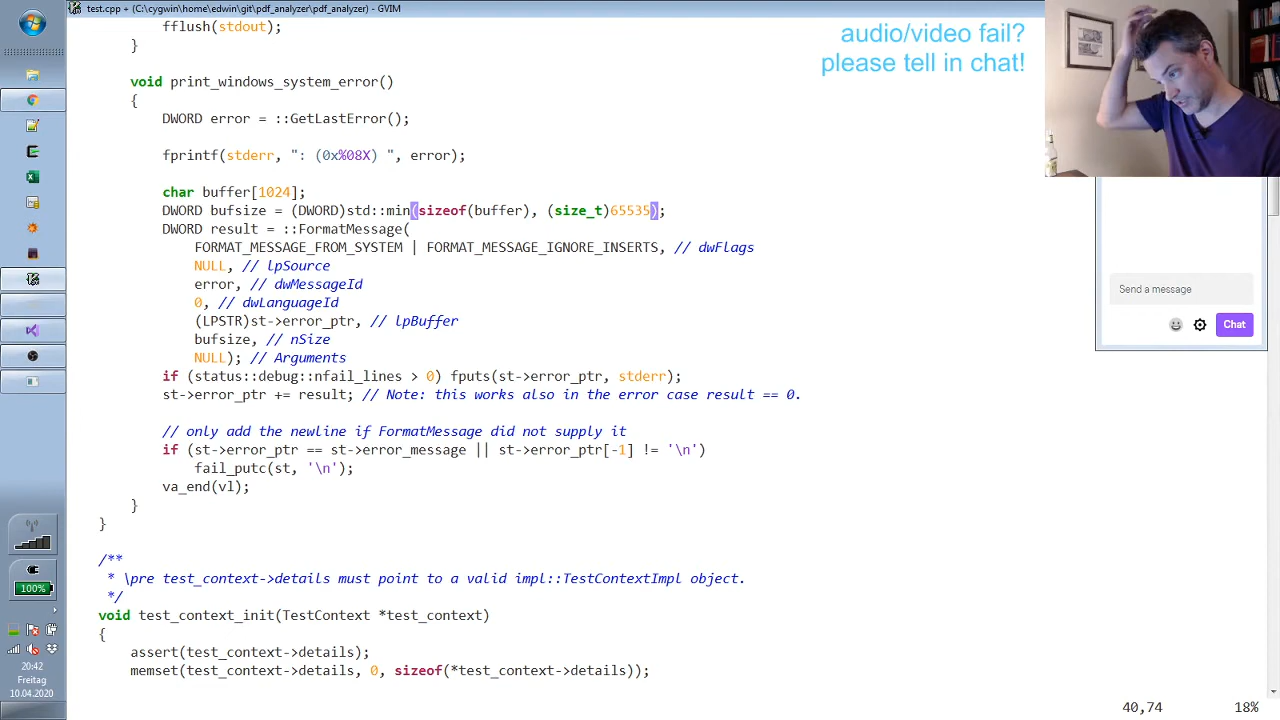 test.cpp + (C:\cygwin\home\edwin\git\pdf_analyzer\pdf_analyzer) - GVIM
audio/video fail?
please tell in chat!
fflush(stdout);
}
void print_windows_system_error()
{
DWORD error = ::GetLastError();
fprintf(stderr, ": (0x%08X) ", error);
char buffer[1024];
DWORD bufsize = (DWORD)std::min(sizeof(buffer), (size_t)65535);
DWORD result = ::FormatMessage(
FORMAT_MESSAGE_FROM_SYSTEM | FORMAT_MESSAGE_IGNORE_INSERTS, // dwFlags
NULL, // lpSource
error, // dwMessageId
0, // dwLanguageId
(LPSTR)st->error_ptr, // lpBuffer
bufsize, // nSize
NULL); // Arguments
if (status::debug::nfail_lines > 0) fputs(st->error_ptr, stderr);
st->error_ptr += result; // Note: this works also in the error case result == 0.
// only add the newline if FormatMessage did not supply it
if (st->error_ptr == st->error_message || st->error_ptr[-1] != '\n')
fail_putc(st, '\n');
va_end(vl);
}
}
/**
* \pre test_context->details must point to a valid impl::TestContextImpl object.
*/
void test_context_init(TestContext *test_context)
{
assert(test_context->details);
memset(test_context->details, 0, sizeof(*test_context->details));
40,74 18%
Send a message
Chat
100%
20:42
Freitag
10.04.2020